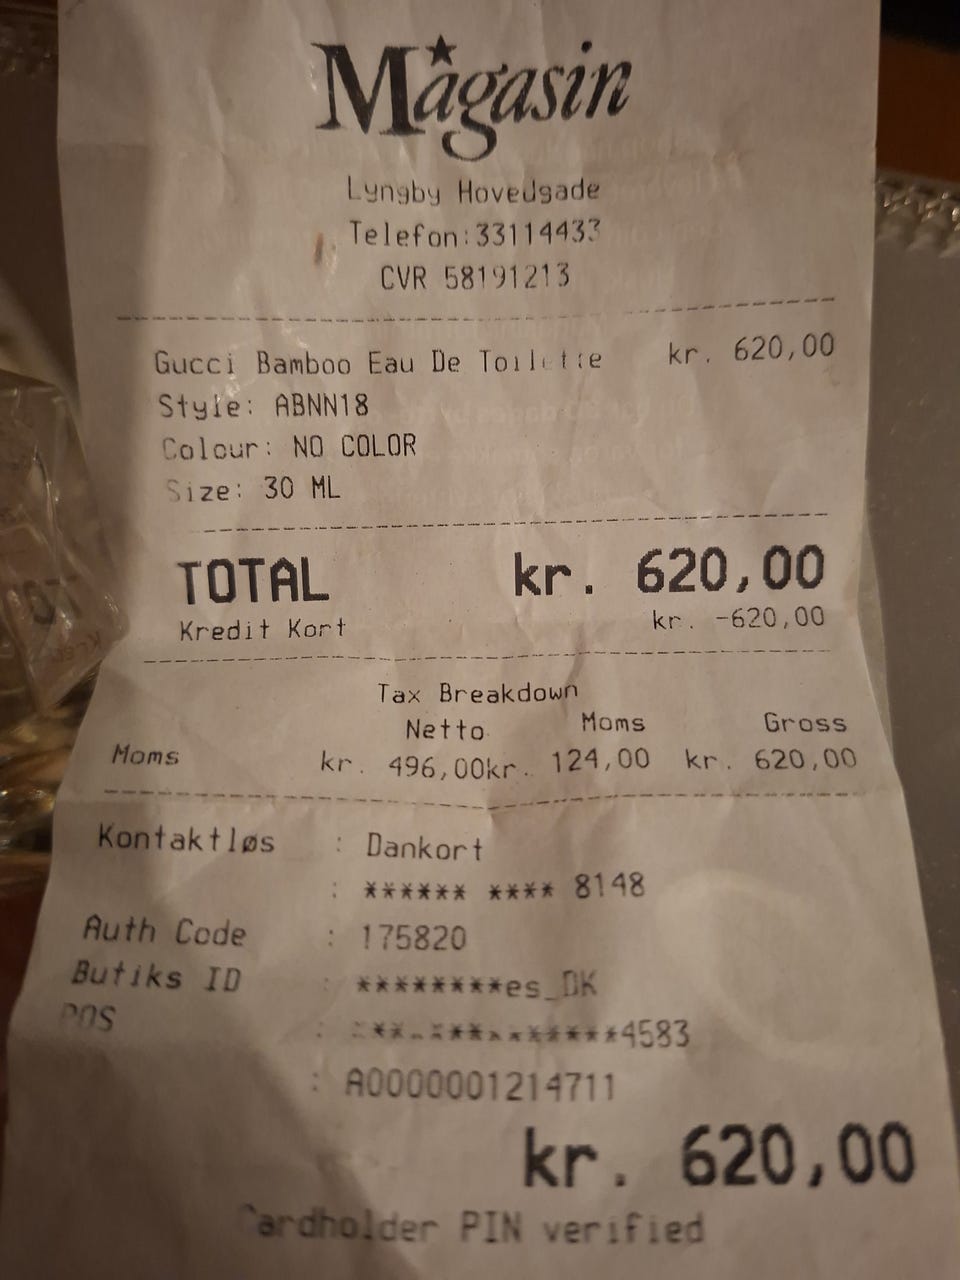 Magasin
Lyngby Hovedgade
Telefon:33114433
CVR 58191213
Gucci Bamboo Eau De Toilette kr. 620,00
Style: ABNN18
Colour: NO COLOR
Size: 30 ML
TOTAL kr. 620,00
Kredit Kort kr. -620,00
Tax Breakdown
Netto Moms Gross
Moms kr. 496,00kr. 124,00 kr. 620,00
Kontaktløs : Dankort
: ****** **** 8148
Auth Code : 175820
Butiks ID : ********es_DK
POS : 4583
: A0000001214711
kr. 620,00
Cardholder PIN verified